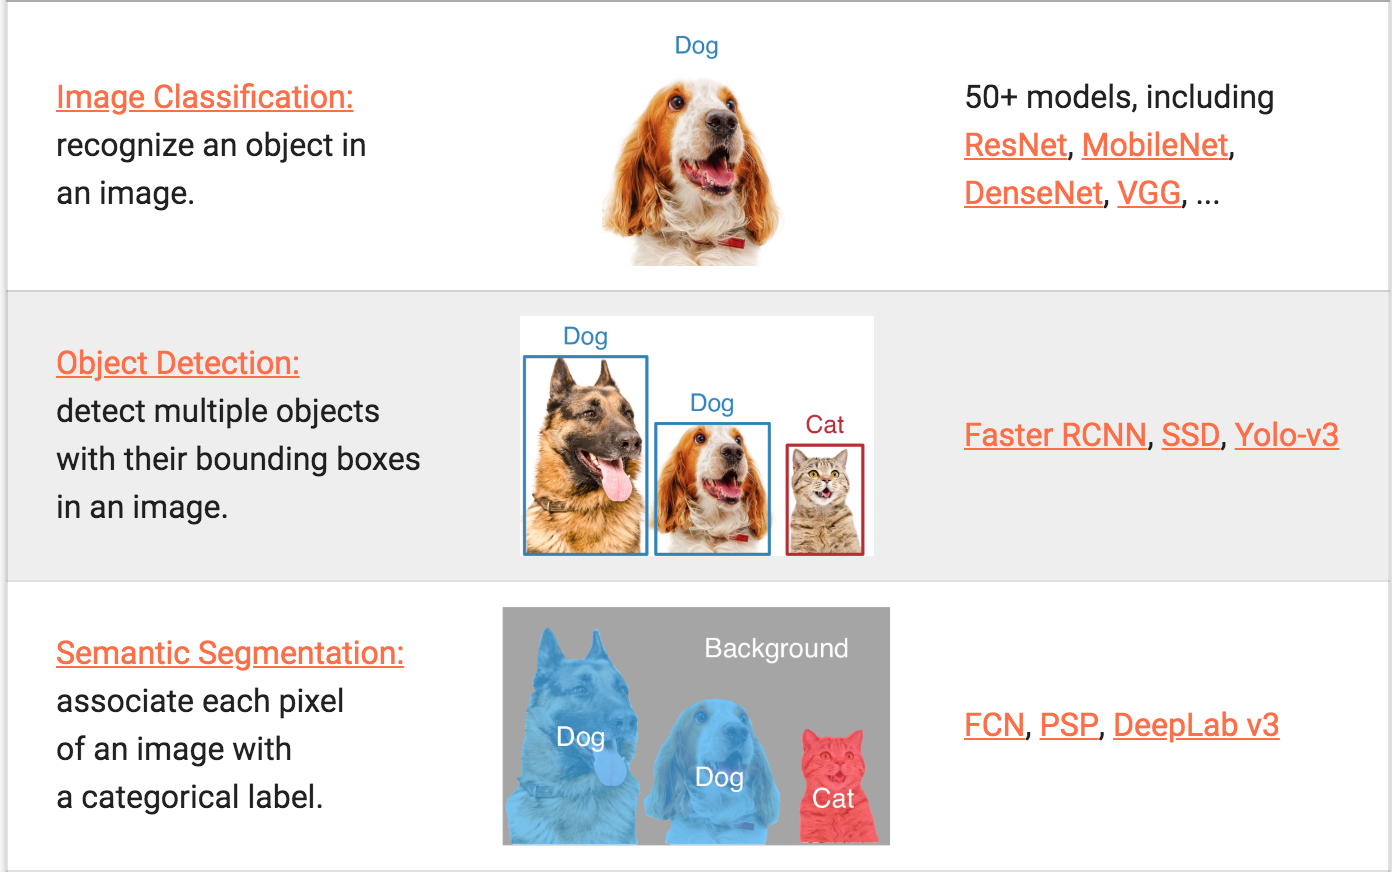 Dog
Image Classification:
recognize an object in
an image.
50+ models, including
ResNet, MobileNet,
DenseNet, VGG, ...
Object Detection:
detect multiple objects
with their bounding boxes
in an image.
Dog
Dog
Cat
Faster RCNN, SSD, Yolo-v3
Semantic Segmentation:
associate each pixel
of an image with
a categorical label.
Background
Dog
Dog
Cat
FCN, PSP, DeepLab v3